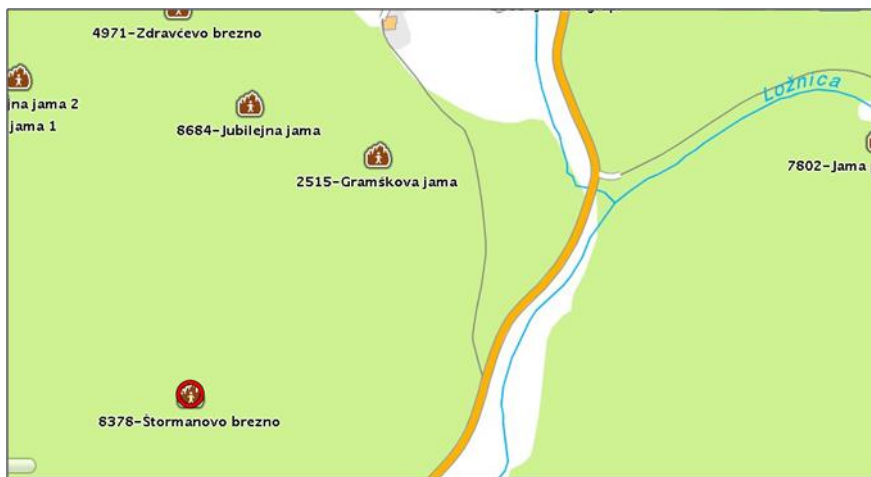 4971-Zdravčevo brezno
jna jama 2
jama 1
8684-Jubilejna jama
2515-Gramškova jama
Ložnica
7802-Jama
8378-Štormanovo brezno